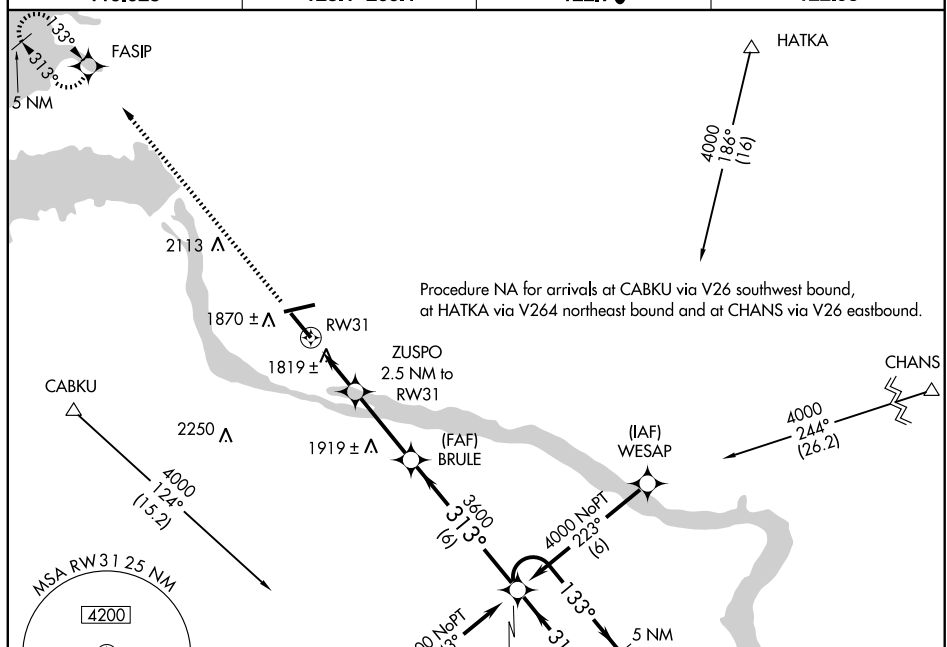 133°
313°
FASIP
5 NM
HATKA
4000
186°
(16)
2113
Procedure NA for arrivals at CABKU via V26 southwest bound,
at HATKA via V264 northeast bound and at CHANS via V26 eastbound.
1870 ±
RW31
1819 ±
ZUSPO
2.5 NM to
RW31
CHANS
4000
244°
(26.2)
CABKU
4000
124°
(15.2)
2250
1919 ±
(FAF)
BRULE
(IAF)
WESAP
3600
313°
(6)
4000 NoPT
223°
(6)
MSA RW31 25 NM
4200
133°
5 NM
NoPT